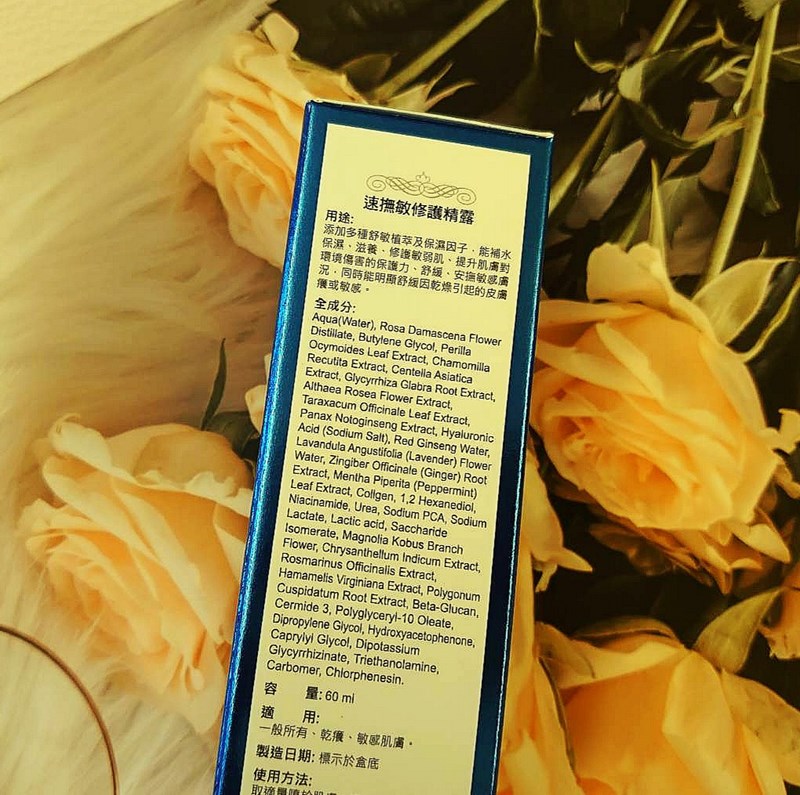 速撫敏修護精露
用途:
添加多種舒敏植萃及保濕因子，能補水
保濕、滋養、修護敏弱肌、提升肌膚對
環境傷害的保護力、舒緩、安撫敏感膚
況，同時能明顯舒緩因乾燥引起的皮膚
癢或敏感。
全成分:
Aqua(Water), Rosa Damascena Flower
Distillate, Butylene Glycol, Perilla
Ocymoides Leaf Extract, Chamomilla
Recutita Extract, Centella Asiatica
Extract, Glycyrrhiza Glabra Root Extract,
Althaea Rosea Flower Extract,
Taraxacum Officinale Leaf Extract,
Panax Notoginseng Extract, Hyaluronic
Acid (Sodium Salt), Red Ginseng Water,
Lavandula Angustifolia (Lavender) Flower
Water, Zingiber Officinale (Ginger) Root
Extract, Mentha Piperita (Peppermint)
Leaf Extract, Collgen, 1,2 Hexanediol,
Niacinamide, Urea, Sodium PCA, Sodium
Lactate, Lactic acid, Saccharide
Isomerate, Magnolia Kobus Branch
Flower, Chrysanthellum Indicum Extract,
Rosmarinus Officinalis Extract,
Hamamelis Virginiana Extract, Polygonum
Cuspidatum Root Extract, Beta-Glucan,
Cermide 3, Polyglyceryl-10 Oleate,
Dipropylene Glycol, Hydroxyacetophenone,
Caprylyl Glycol, Dipotassium
Glycyrrhizinate, Triethanolamine,
Carbomer, Chlorphenesin.
容 量: 60 ml
適 用:
一般所有、乾癢、敏感肌膚。
製造日期: 標示於盒底
使用方法:
取適量噴於肌膚